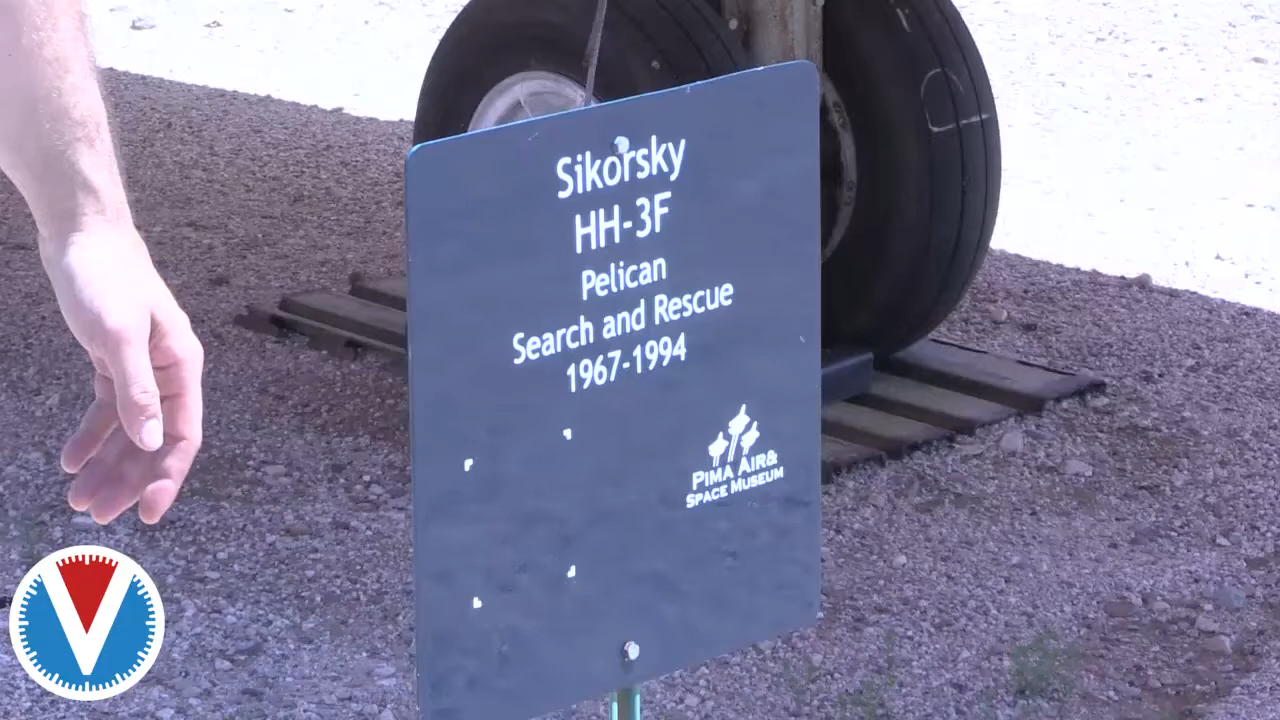 Sikorsky
HH-3F
Pelican
Search and Rescue
1967-1994
PIMA AIR&
SPACE MUSEUM
V